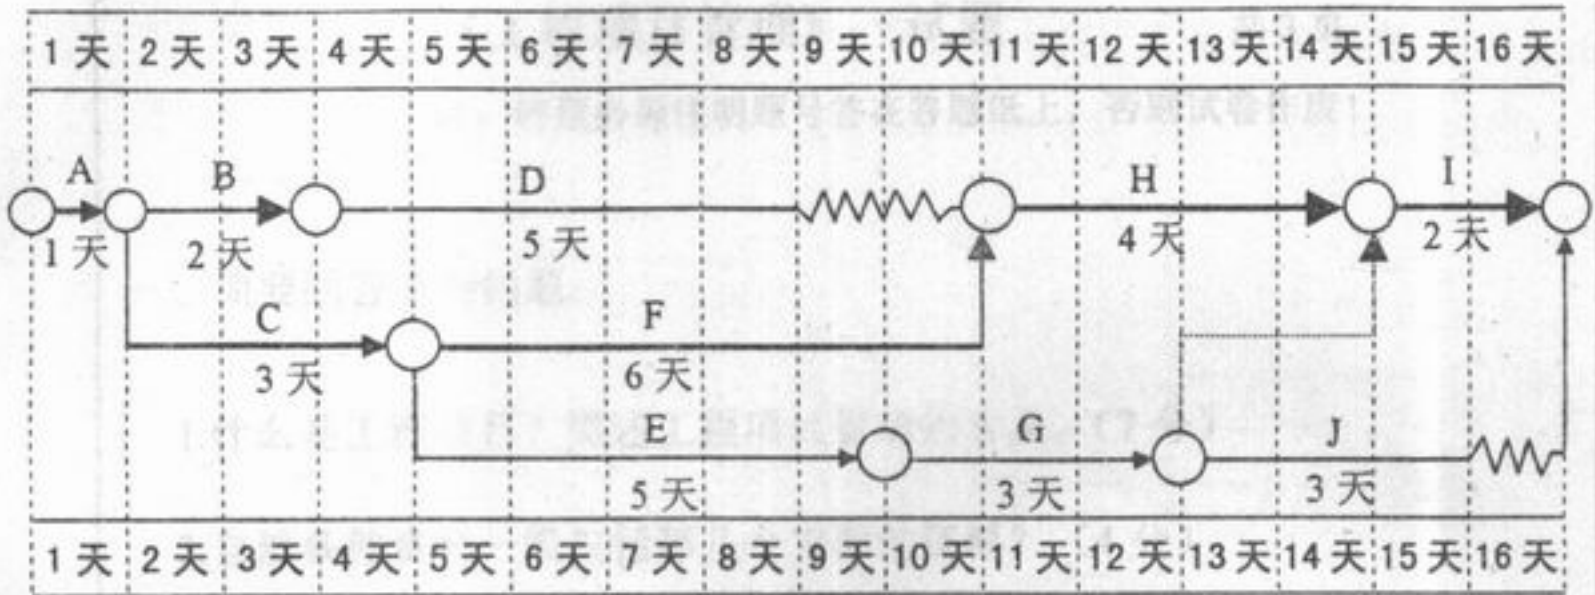 1天 2天 3天 4天 5天 6天 7天 8天 9天 10天 11天 12天 13天 14天 15天 16天
A B D H I
1天 2天 5天 4天 2天
C F
3天 6天
E G J
5天 3天 3天
1天 2天 3天 4天 5天 6天 7天 8天 9天 10天 11天 12天 13天 14天 15天 16天